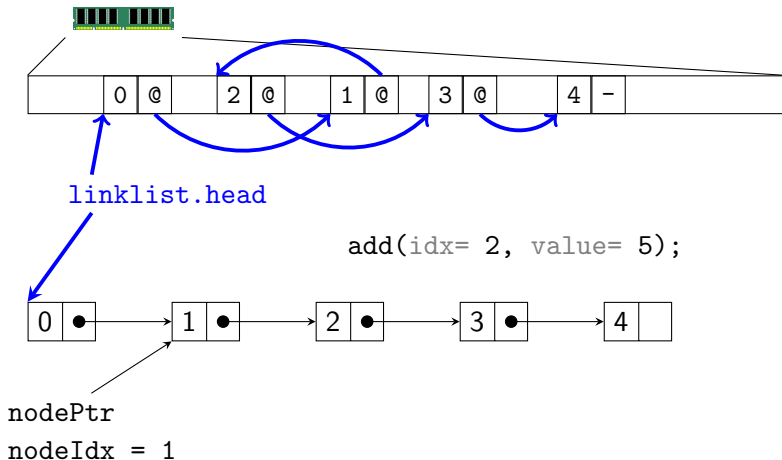 0 @ 2 @ 1 @ 3 @ 4 -
linklist.head
add(idx= 2, value= 5);
0 1 2 3 4
nodePtr
nodeIdx = 1